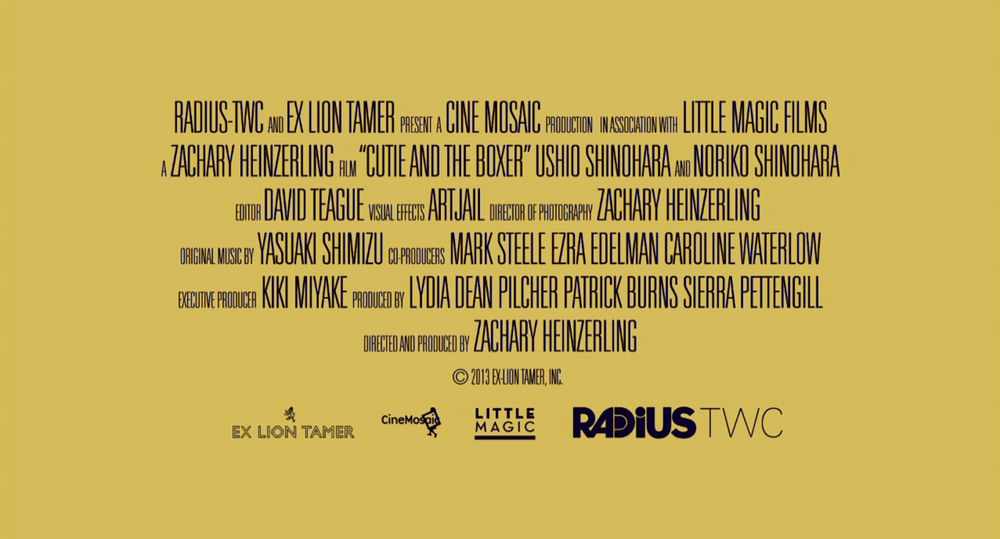 RADIUS-TWC AND EX LION TAMER PRESENT A CINE MOSAIC PRODUCTION IN ASSOCIATION WITH LITTLE MAGIC FILMS
A ZACHARY HEINZERLING FILM "CUTIE AND THE BOXER" USHIO SHINOHARA AND NORIKO SHINOHARA
EDITOR DAVID TEAGUE VISUAL EFFECTS ARTJAIL DIRECTOR OF PHOTOGRAPHY ZACHARY HEINZERLING
ORIGINAL MUSIC BY YASUAKI SHIMIZU CO-PRODUCERS MARK STEELE EZRA EDELMAN CAROLINE WATERLOW
EXECUTIVE PRODUCER KIKI MIYAKE PRODUCED BY LYDIA DEAN PILCHER PATRICK BURNS SIERRA PETTENGILL
DIRECTED AND PRODUCED BY ZACHARY HEINZERLING
© 2013 EX-LION TAMER, INC.
EX LION TAMER CineMosaic LITTLE MAGIC RADIUS TWC